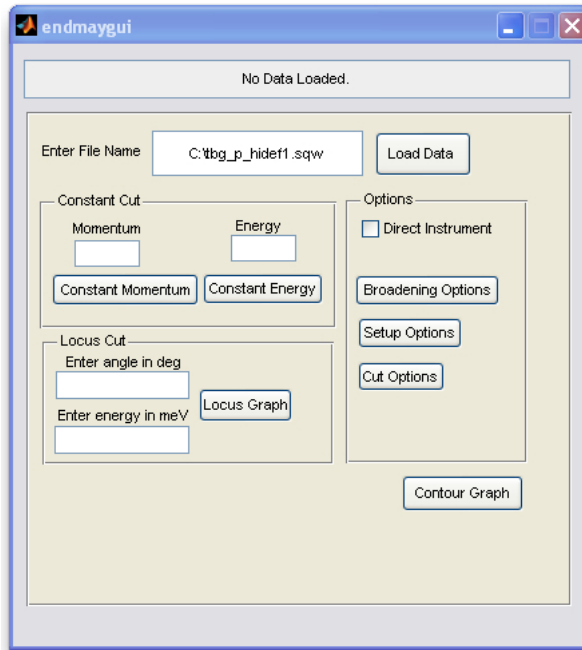 endmaygui
No Data Loaded.
Enter File Name
C:\tbg_p_hidef1.sqw
Load Data
Constant Cut
Momentum
Energy
Constant Momentum
Constant Energy
Options
Direct Instrument
Broadening Options
Setup Options
Cut Options
Locus Cut
Enter angle in deg
Enter energy in meV
Locus Graph
Contour Graph